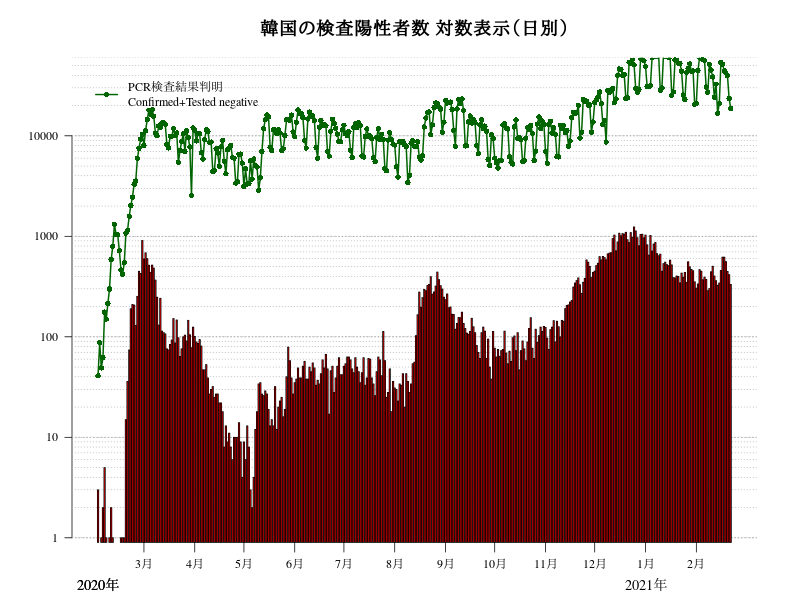 韓国の検査陽性者数 対数表示(日別)
PCR検査結果判明
Confirmed+Tested negative
10000
1000
100
10
1
3月 4月 5月 6月 7月 8月 9月 10月 11月 12月 1月 2月
2020年 2021年